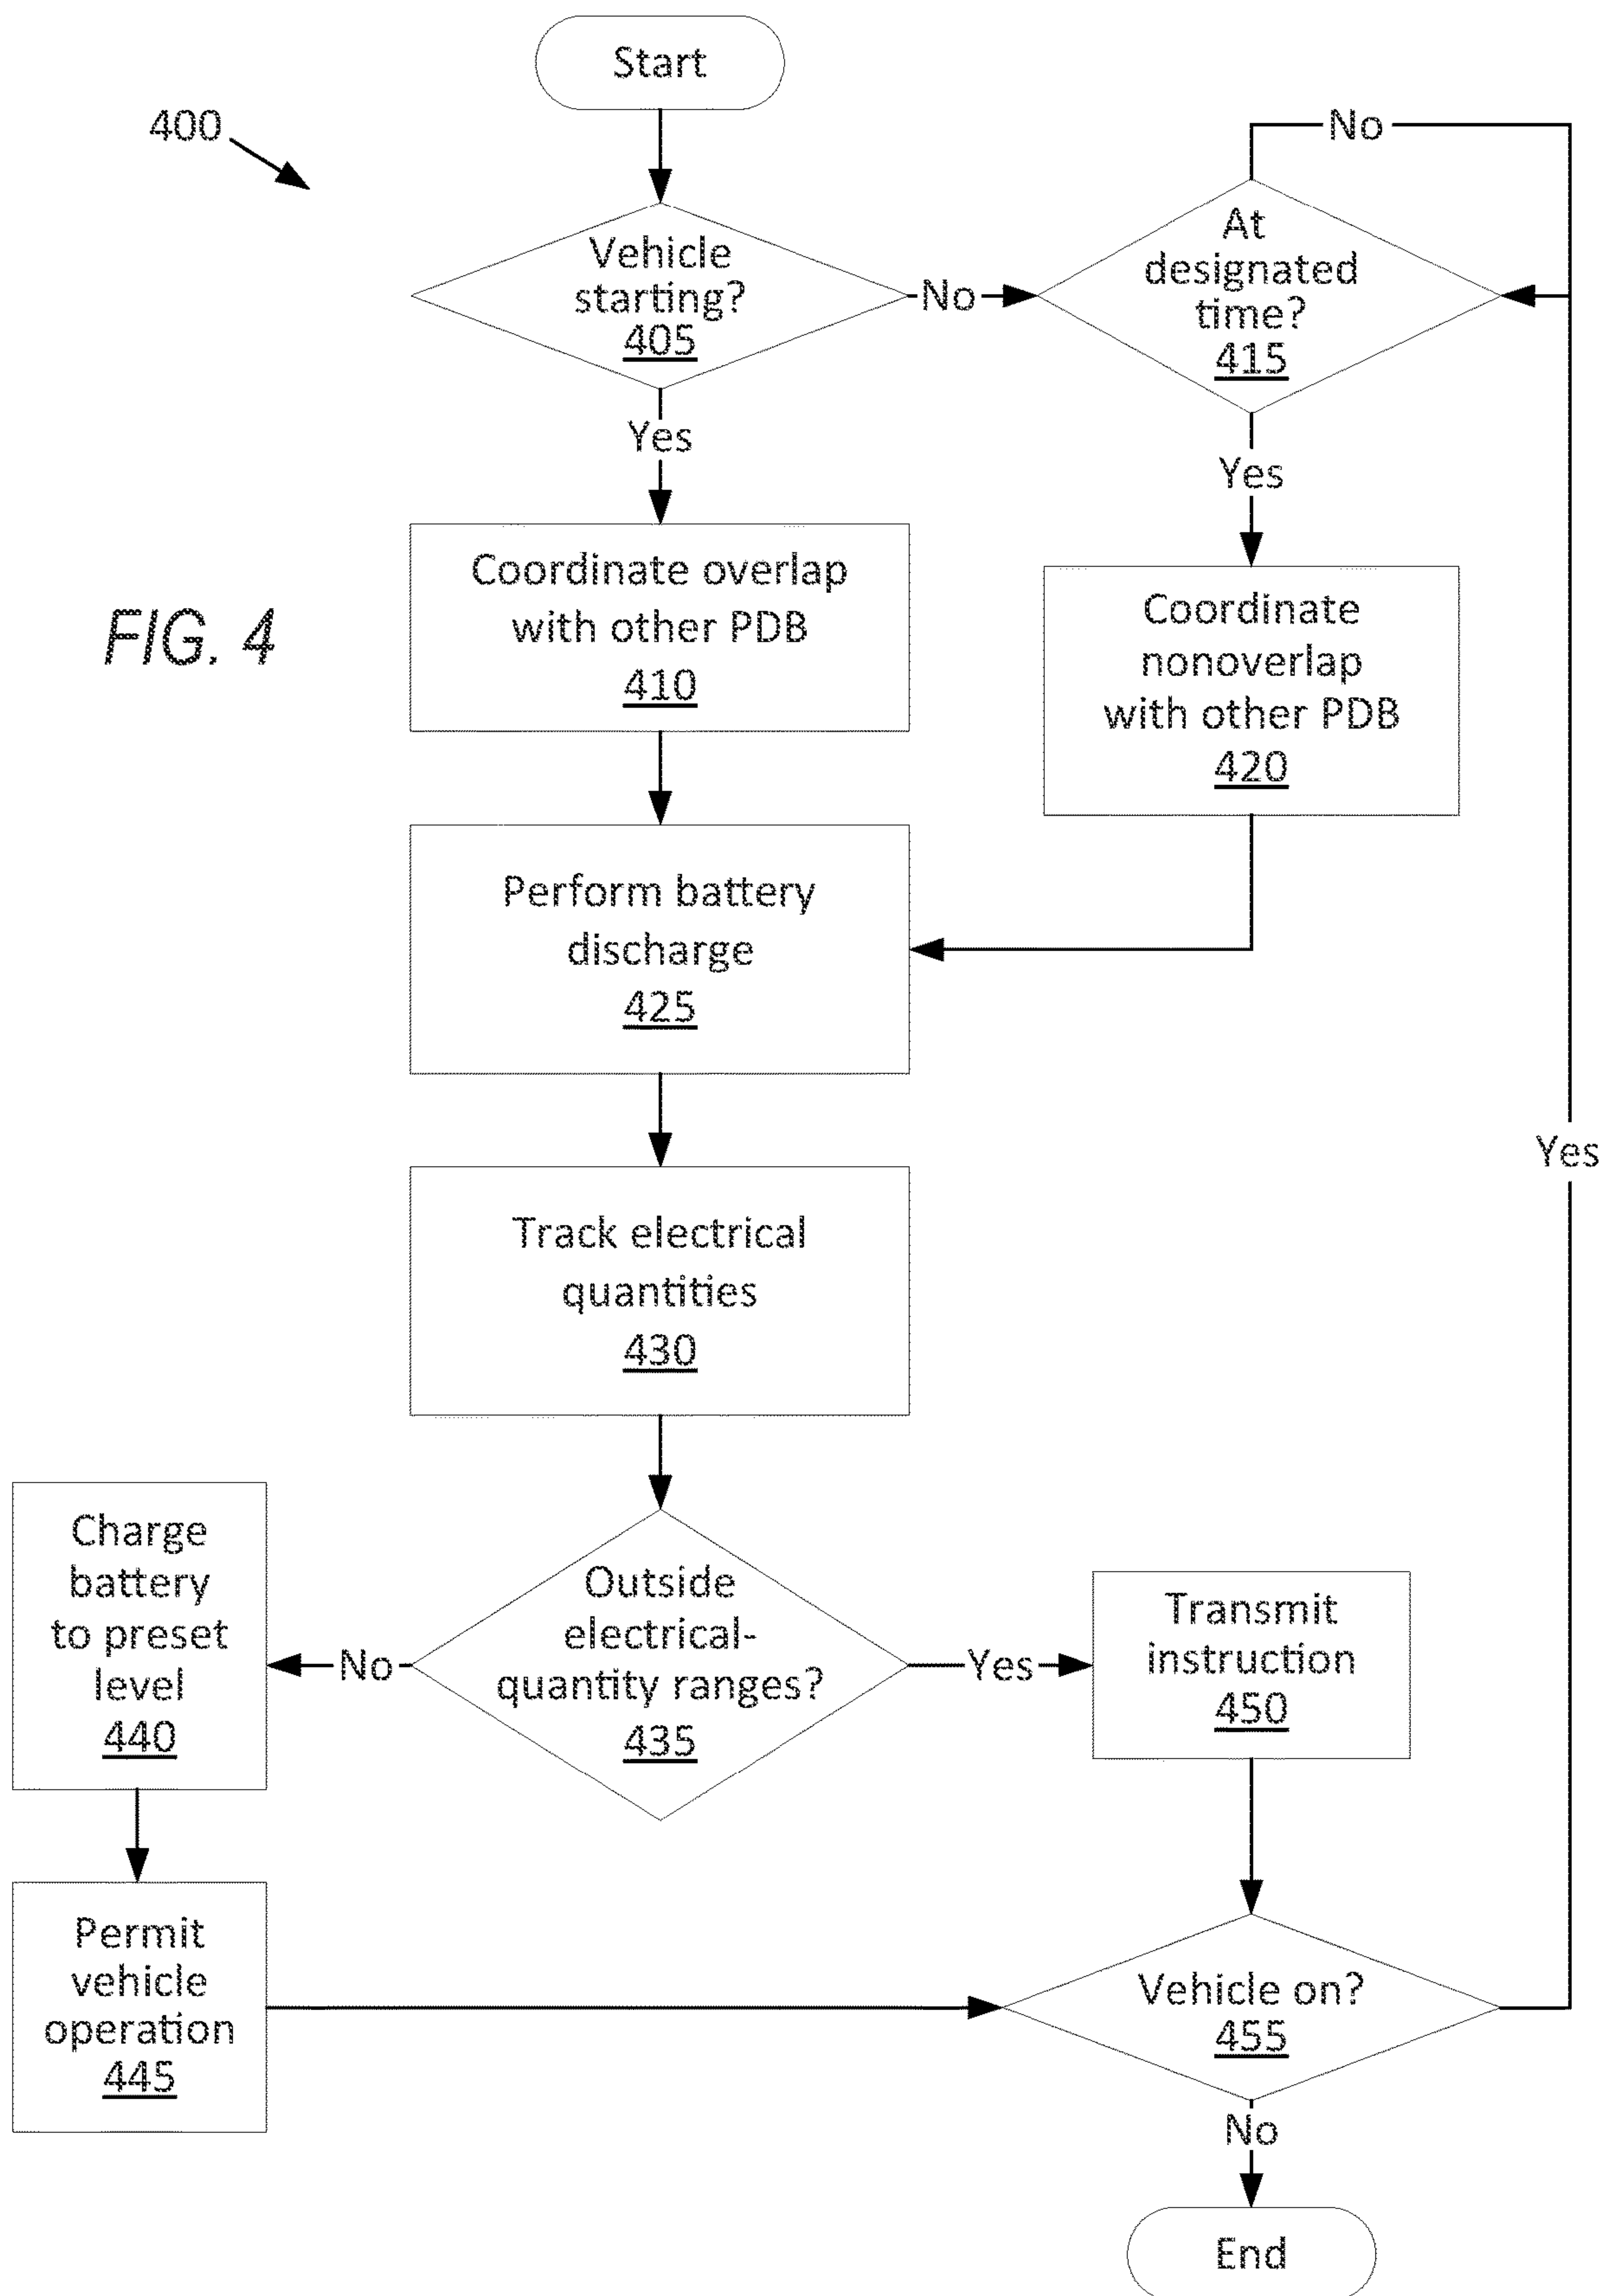 Start
400
No
Vehicle
starting?
405
No
At
designated
time?
415
Yes
Yes
Coordinate overlap
with other PDB
410
FIG. 4
Coordinate
nonoverlap
with other PDB
420
Perform battery
discharge
425
Yes
Track electrical
quantities
430
Charge
battery
to preset
level
440
No
Outside
electrical-
quantity ranges?
435
Yes
Transmit
instruction
450
Permit
vehicle
operation
445
Vehicle on?
455
No
End